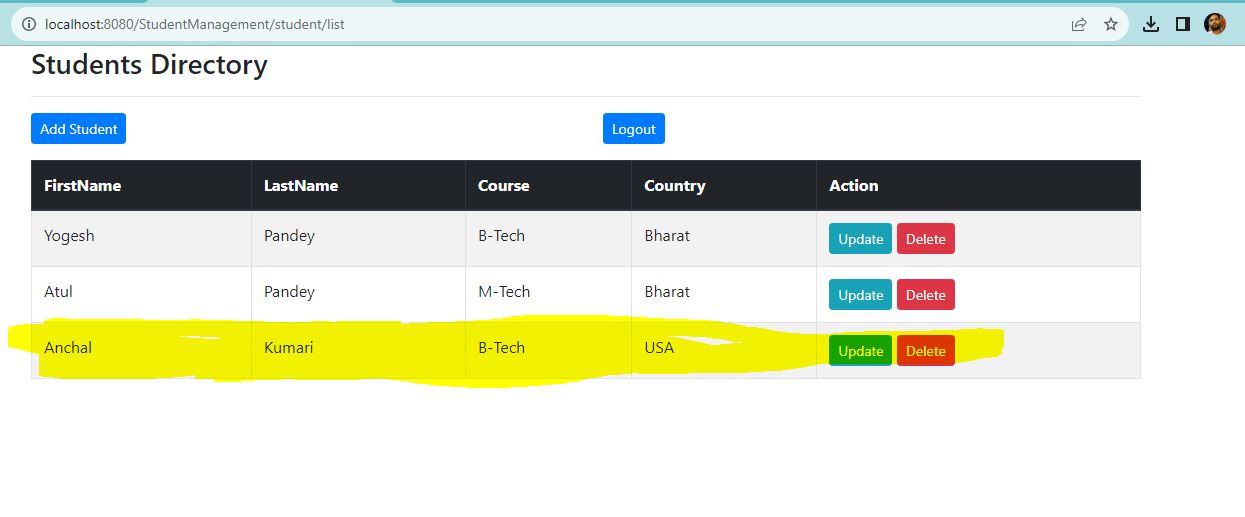 localhost:8080/StudentManagement/student/list
Students Directory
Add Student Logout
FirstName LastName Course Country Action
Yogesh Pandey B-Tech Bharat Update Delete
Atul Pandey M-Tech Bharat Update Delete
Anchal Kumari B-Tech USA Update Delete